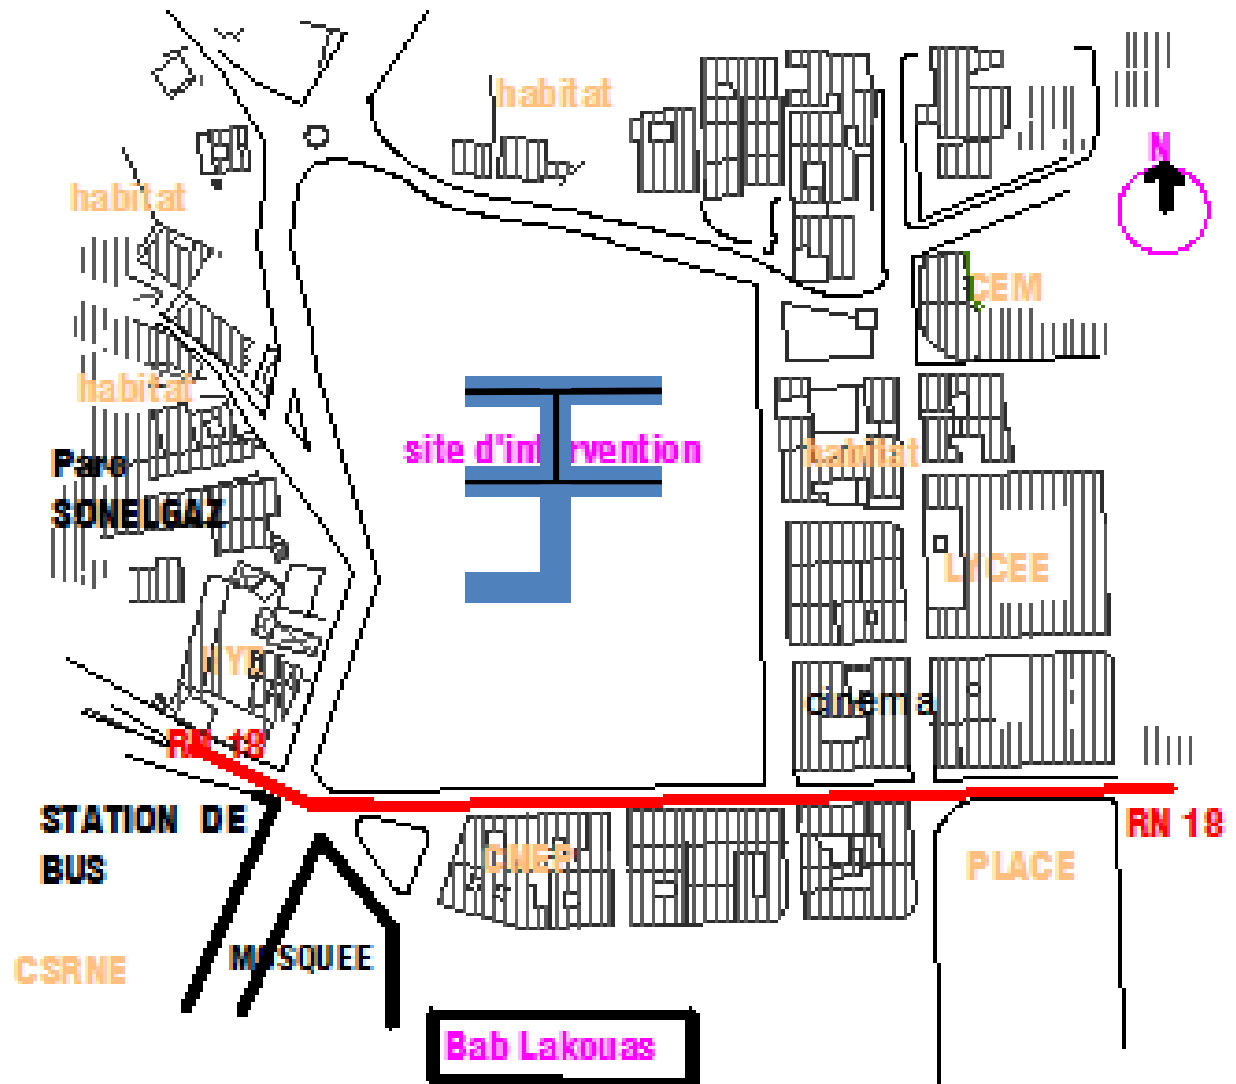 habitat
N
habitat
CEM
habitat
site d'intervention
habitat
Parc
SONELGAZ
LYCEE
cinema
RN 18
STATION DE
BUS
RN 18
CNEP
PLACE
MOSQUEE
CSRNE
Bab Lakouas